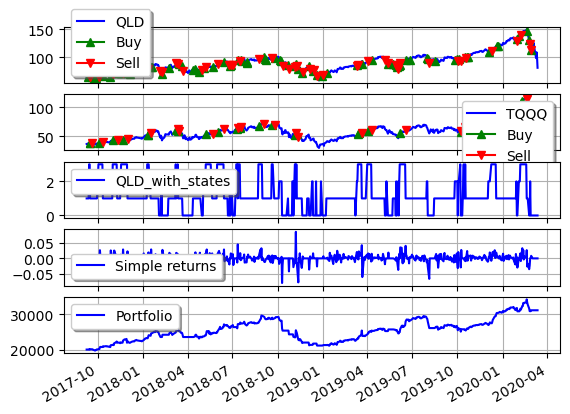 QLD
Buy
Sell
150
100
TQQQ
Buy
Sell
100
50
QLD_with_states
2
0
Simple returns
0.05
0.00
−0.05
Portfolio
30000
20000
2017-10 2018-01 2018-04 2018-07 2018-10 2019-01 2019-04 2019-07 2019-10 2020-01 2020-04